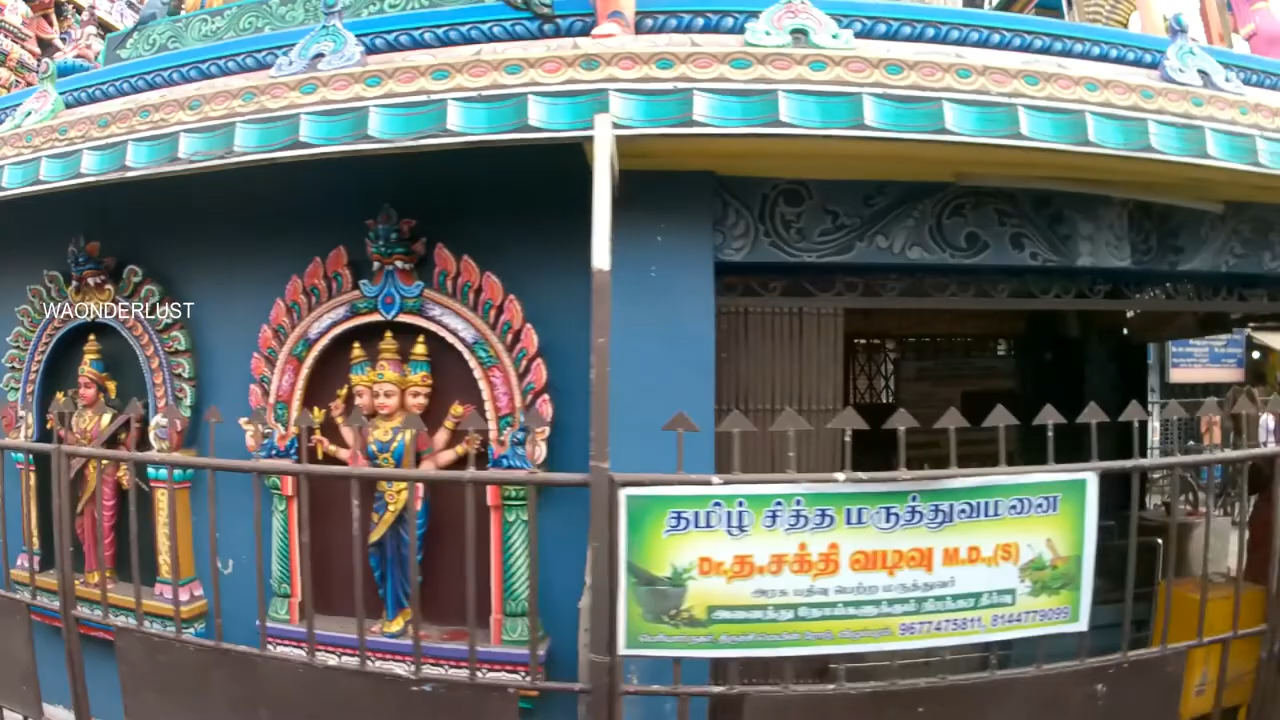 WAONDERLUST
தமிழ் சித்த மருத்துவமனை
Dr.த.சக்தி வடிவு M.D.,(S)
அரசு பதிவு பெற்ற மருத்துவர்
அனைத்து நோய்களுக்கும் நிரந்தர தீர்வு
9677475811, 8144779099